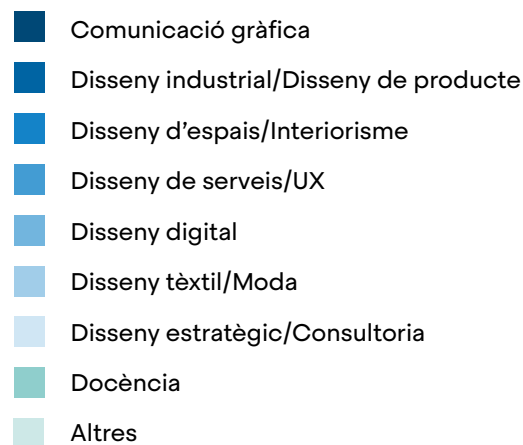 Comunicació gràfica
Disseny industrial/Disseny de producte
Disseny d’espais/Interiorisme
Disseny de serveis/UX
Disseny digital
Disseny tèxtil/Moda
Disseny estratègic/Consultoria
Docència
Altres